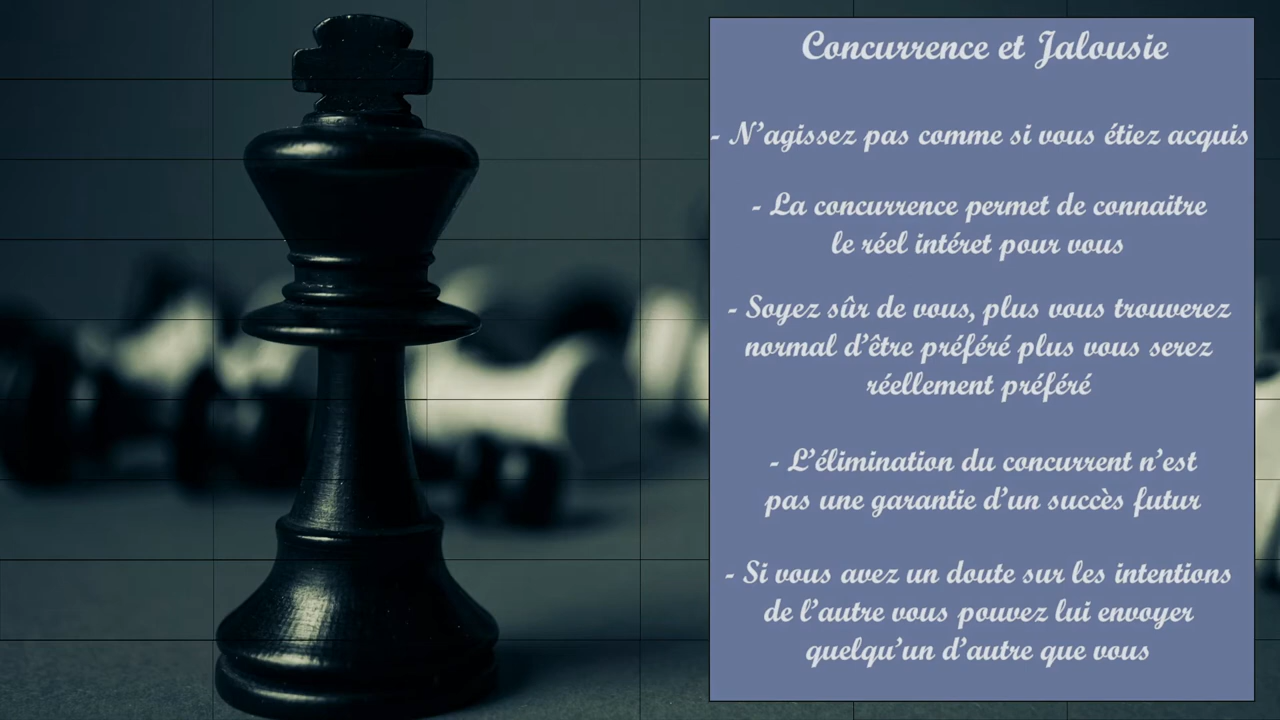 Concurrence et Jalousie
- N'agissez pas comme si vous étiez acquis
- La concurrence permet de connaitre
le réel intéret pour vous
- Soyez sûr de vous, plus vous trouverez
normal d'être préféré plus vous serez
réellement préféré
- L'élimination du concurrent n'est
pas une garantie d'un succès futur
- Si vous avez un doute sur les intentions
de l'autre vous pouvez lui envoyer
quelqu'un d'autre que vous